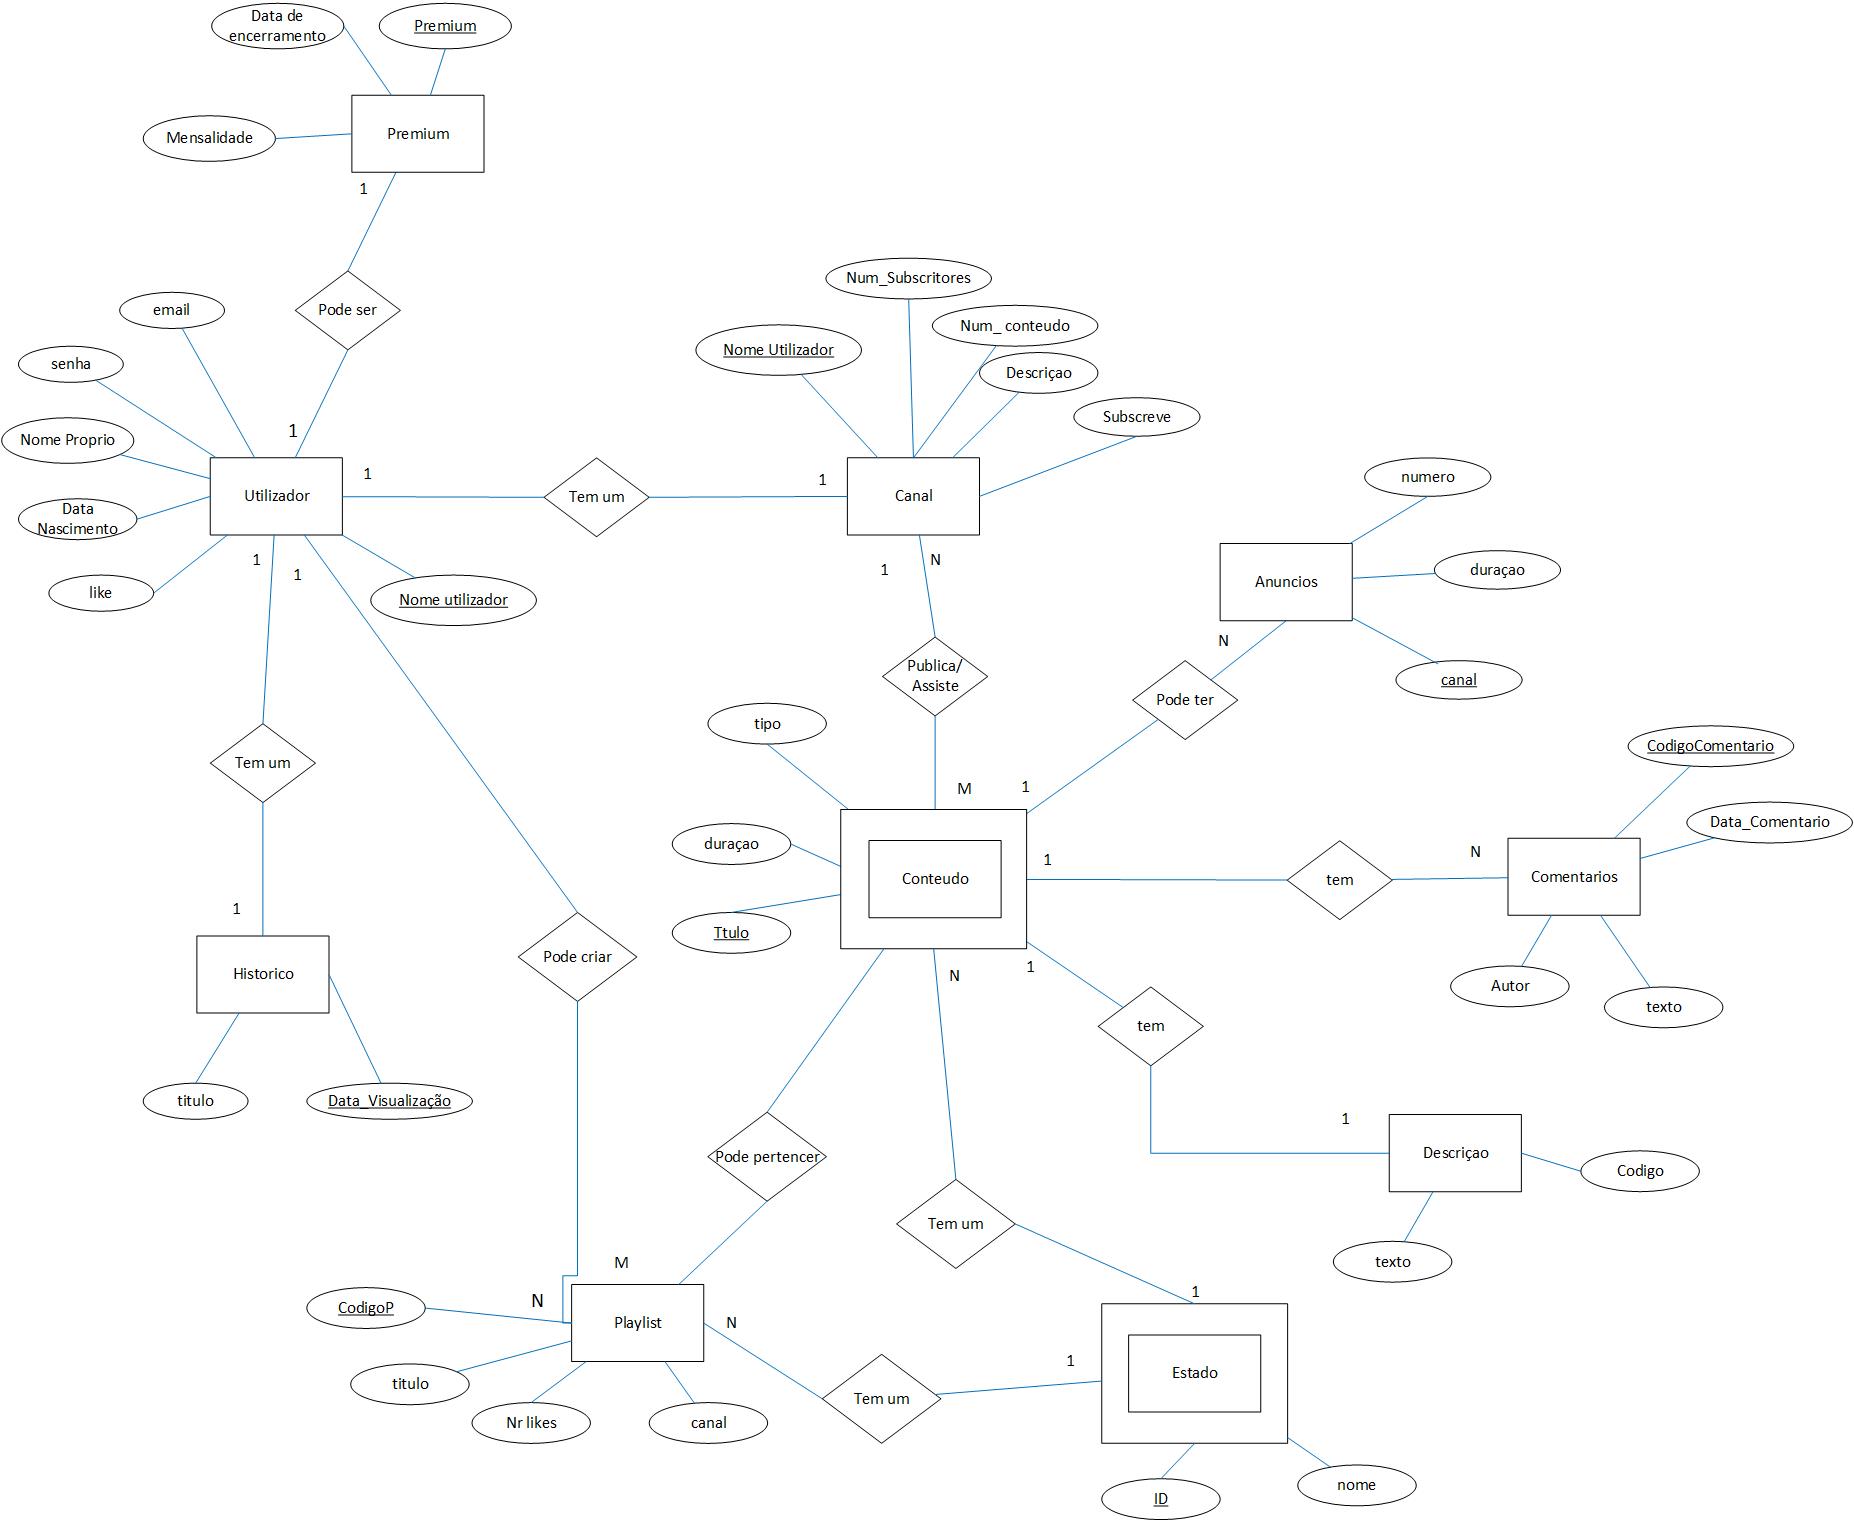 Data de
encerramento
Premium
Mensalidade
Premium
1
Pode ser
email
senha
Nome Proprio
Data
Nascimento
like
1
Utilizador
1
Tem um
1
1
1
Nome utilizador
Num_Subscritores
Num_ conteudo
Nome Utilizador
Descriçao
Subscreve
Canal
1
N
Publica/
Assiste
M
numero
Anuncios
duraçao
canal
N
Pode ter
1
tipo
duraçao
Ttulo
Conteudo
1
tem
N
CodigoComentario
Data_Comentario
Comentarios
Autor
texto
Tem um
1
Historico
titulo
Data_Visualização
Pode criar
N
1
tem
1
Descriçao
Codigo
texto
Pode pertencer
M
Tem um
1
N
CodigoP
Playlist
titulo
Nr likes
canal
N
Tem um
1
Estado
ID
nome